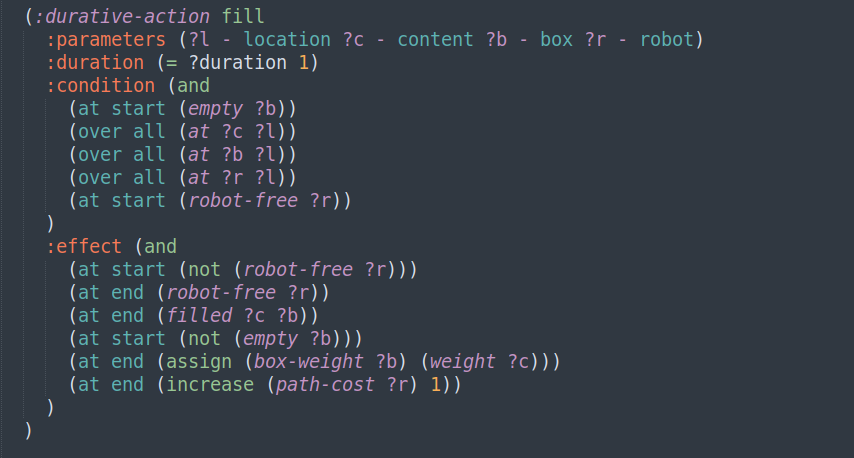 (:durative-action fill
:parameters (?l - location ?c - content ?b - box ?r - robot)
:duration (= ?duration 1)
:condition (and
(at start (empty ?b))
(over all (at ?c ?l))
(over all (at ?b ?l))
(over all (at ?r ?l))
(at start (robot-free ?r))
)
:effect (and
(at start (not (robot-free ?r)))
(at end (robot-free ?r))
(at end (filled ?c ?b))
(at start (not (empty ?b)))
(at end (assign (box-weight ?b) (weight ?c)))
(at end (increase (path-cost ?r) 1))
)
)